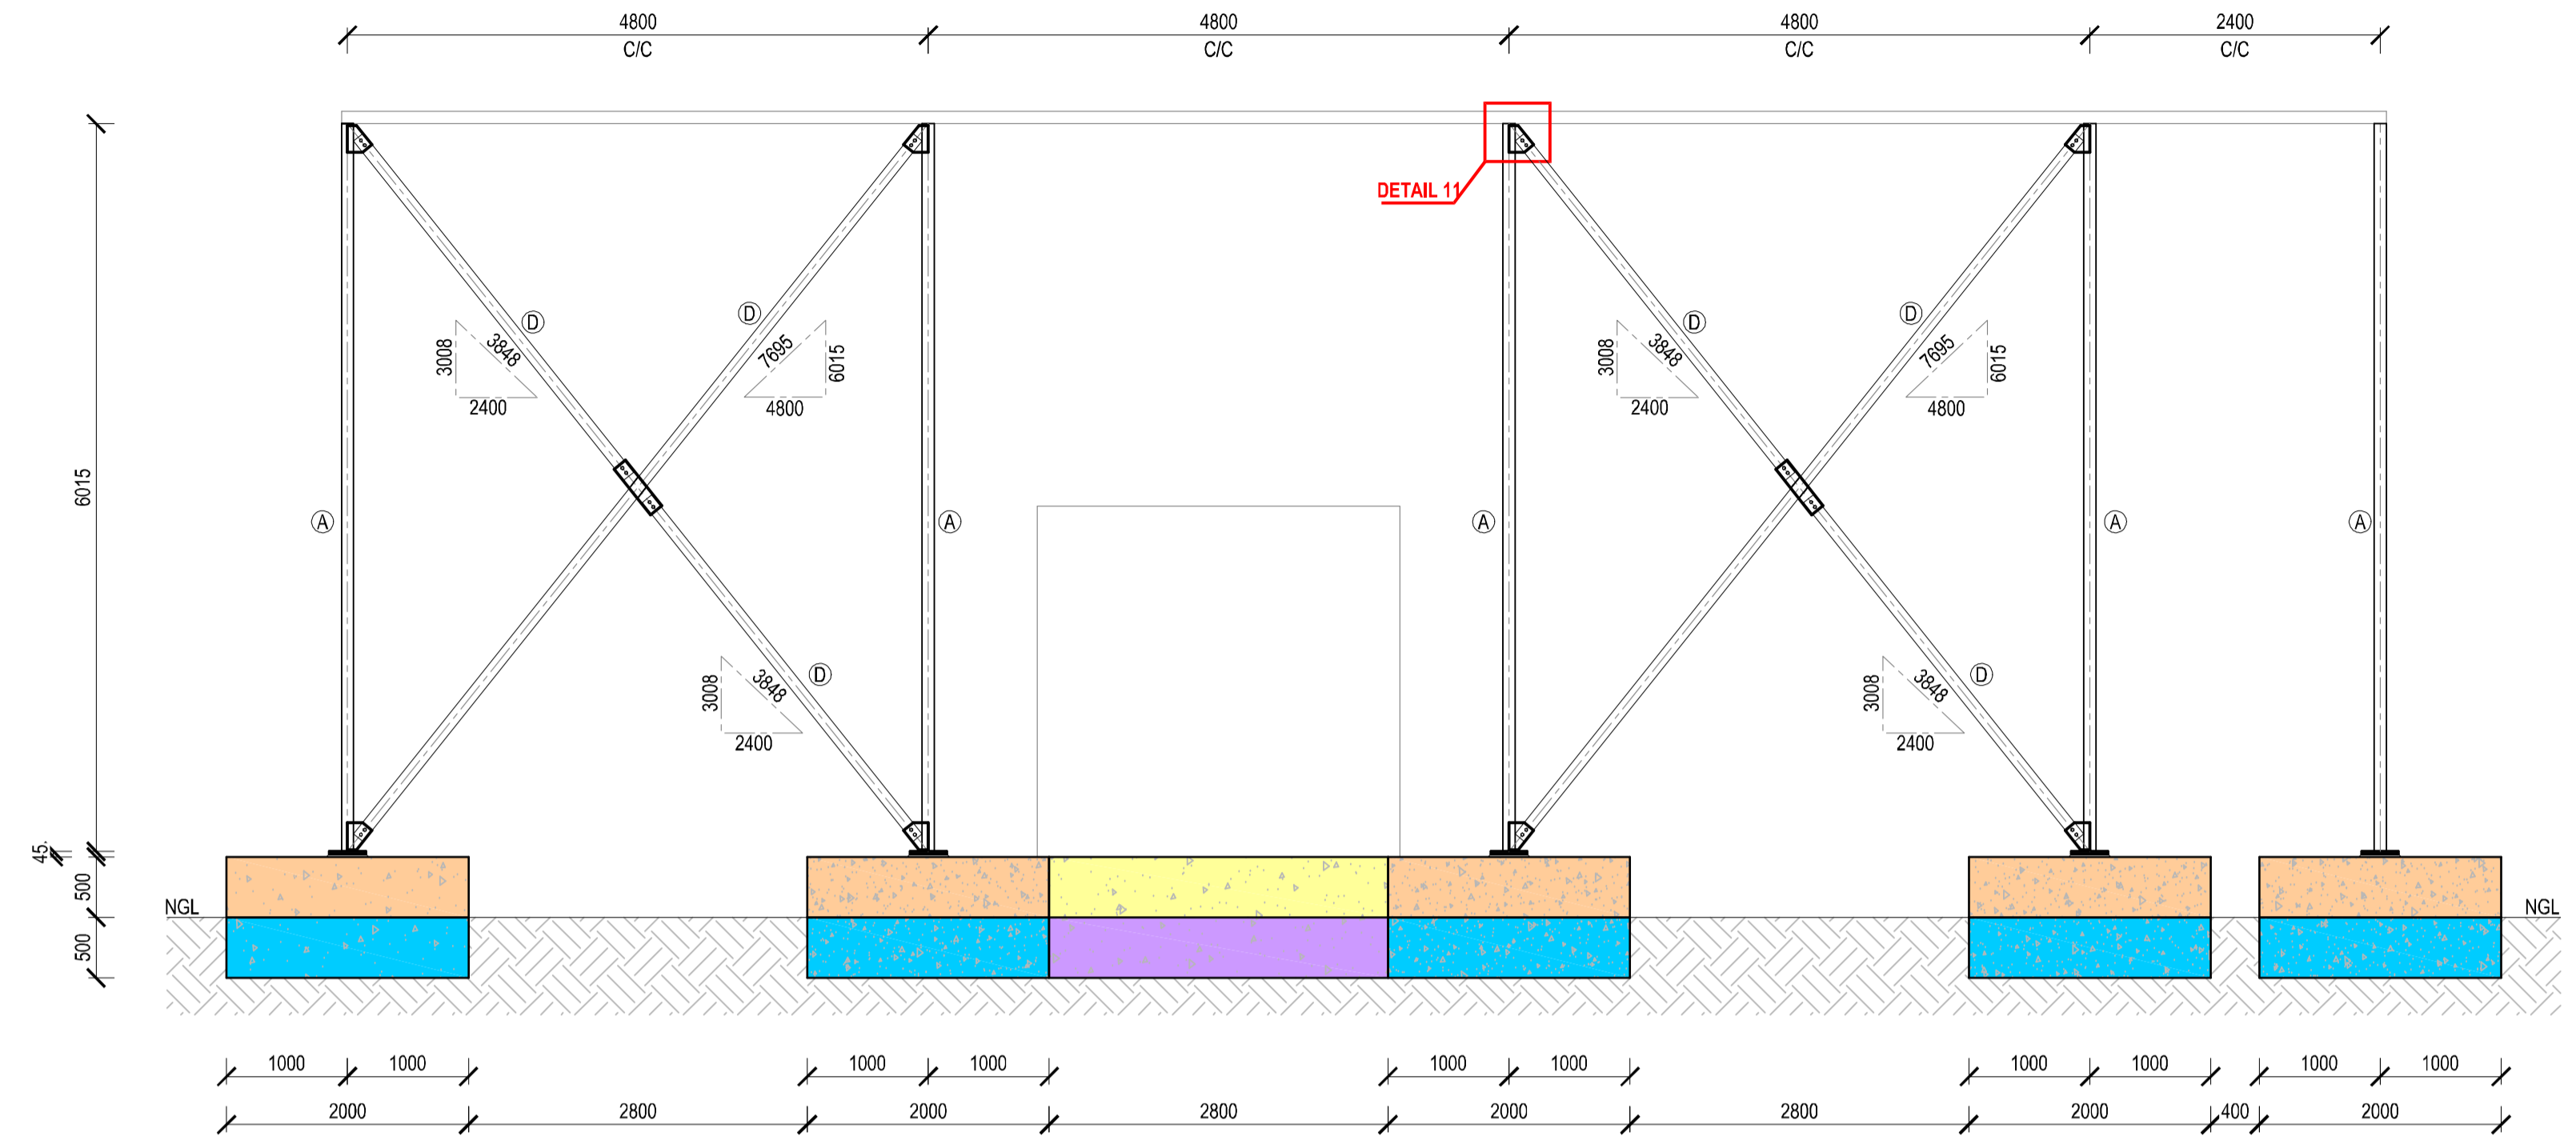 4800 4800 4800 2400
C/C C/C C/C C/C
DETAIL 11
D D D D
3008 3848 7695 6015 3008 3848 7695 6015
2400 4800 2400 4800
6015
A A A A A
3008 3848 D 3008 3848 D
2400 2400
45.
500
NGL NGL
500
1000 1000 1000 1000 1000 1000 1000 1000 1000 1000
2000 2800 2000 2800 2000 2800 2000 400 2000